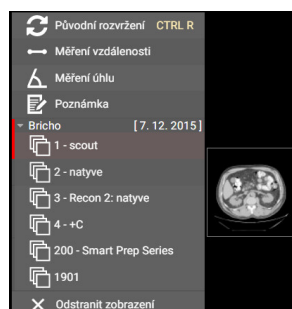 Původní rozvržení CTRL R
Měření vzdálenosti
Měření úhlu
Poznámka
Bricho [ 7. 12. 2015 ]
1 - scout
2 - natyve
3 - Recon 2: natyve
4 - +C
200 - Smart Prep Series
1901
Odstranit zobrazení